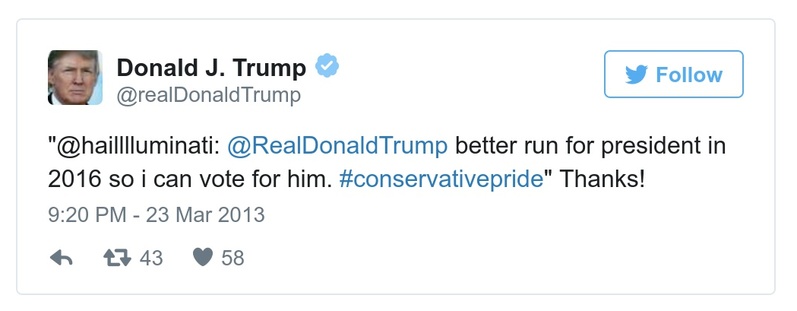 Donald J. Trump
@realDonaldTrump
Follow
"@haillllluminati: @RealDonaldTrump better run for president in
2016 so i can vote for him. #conservativepride" Thanks!
9:20 PM - 23 Mar 2013
43 58